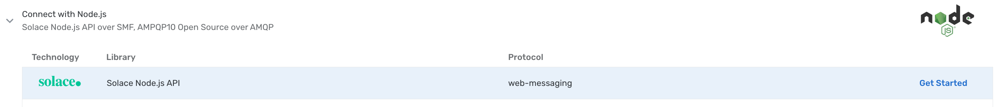 Connect with Node.js
Solace Node.js API over SMF, AMPQP10 Open Source over AMQP
node
JS
Technology Library Protocol
solace. Solace Node.js API web-messaging Get Started